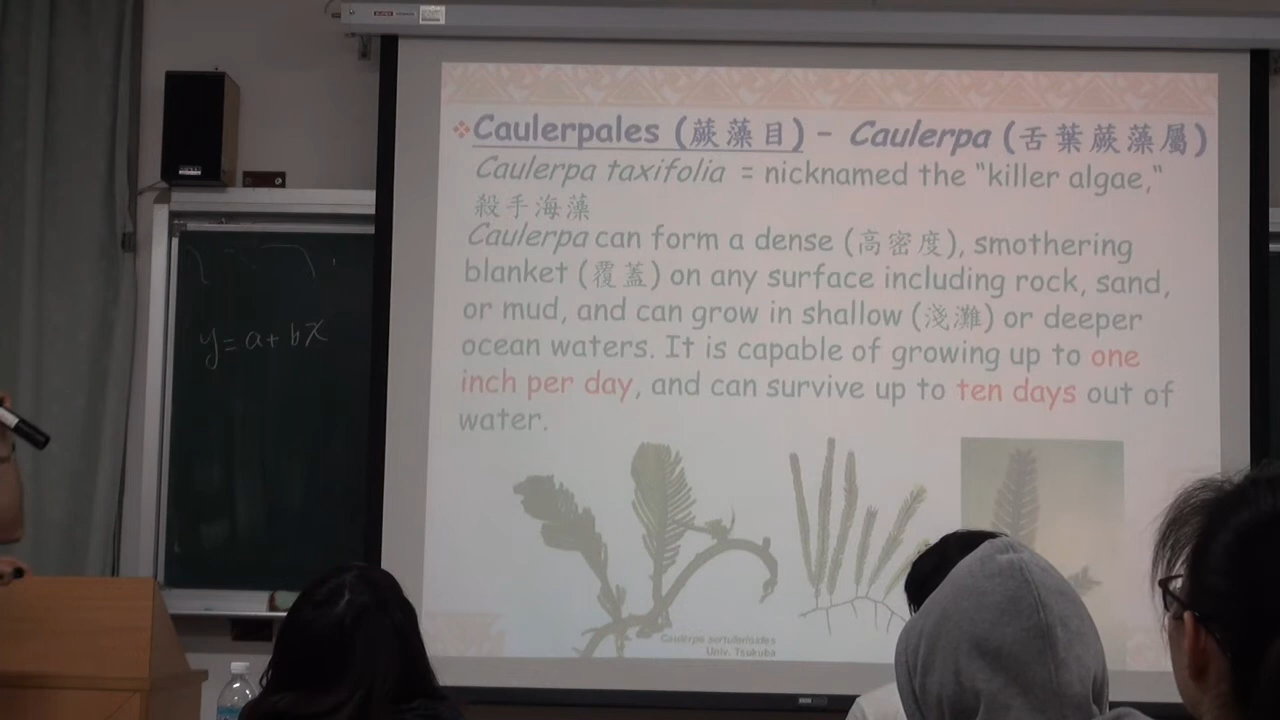 Caulerpales (蕨藻目) – Caulerpa (舌葉蕨藻屬)
Caulerpa taxifolia = nicknamed the "killer algae,"
殺手海藻
Caulerpa can form a dense (高密度), smothering
blanket (覆蓋) on any surface including rock, sand,
or mud, and can grow in shallow (淺灘) or deeper
ocean waters. It is capable of growing up to one
inch per day, and can survive up to ten days out of
water.
Caulerpa sertularioides
Univ. Tsukuba
y=a+bx